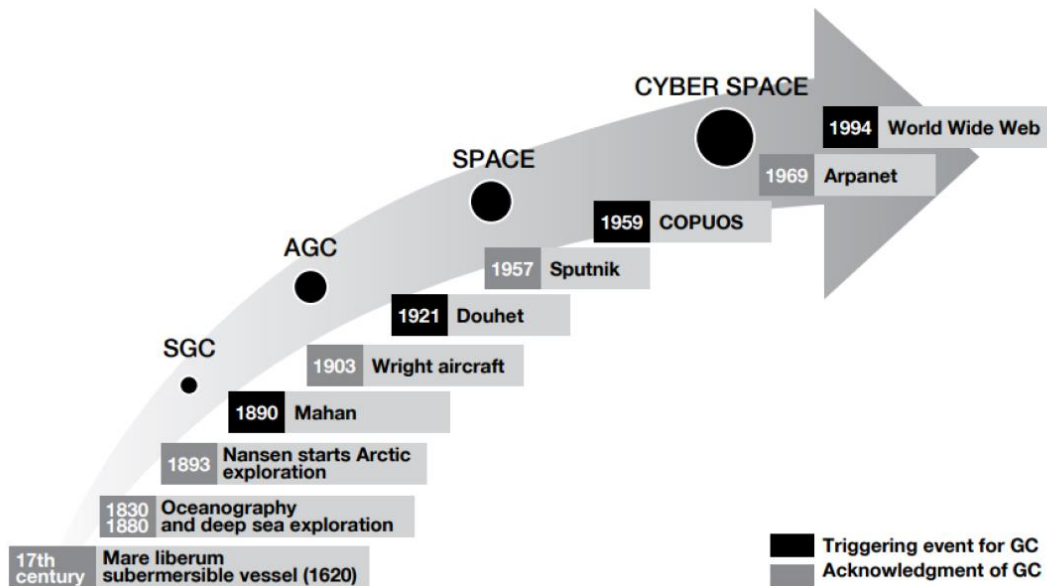 CYBER SPACE
1994 World Wide Web
1969 Arpanet
SPACE
1959 COPUOS
1957 Sputnik
AGC
1921 Douhet
1903 Wright aircraft
SGC
1890 Mahan
1893 Nansen starts Arctic
exploration
1830 Oceanography
1880 and deep sea exploration
17th Mare liberum
century submermsible vessel (1620)
Triggering event for GC
Acknowledgment of GC